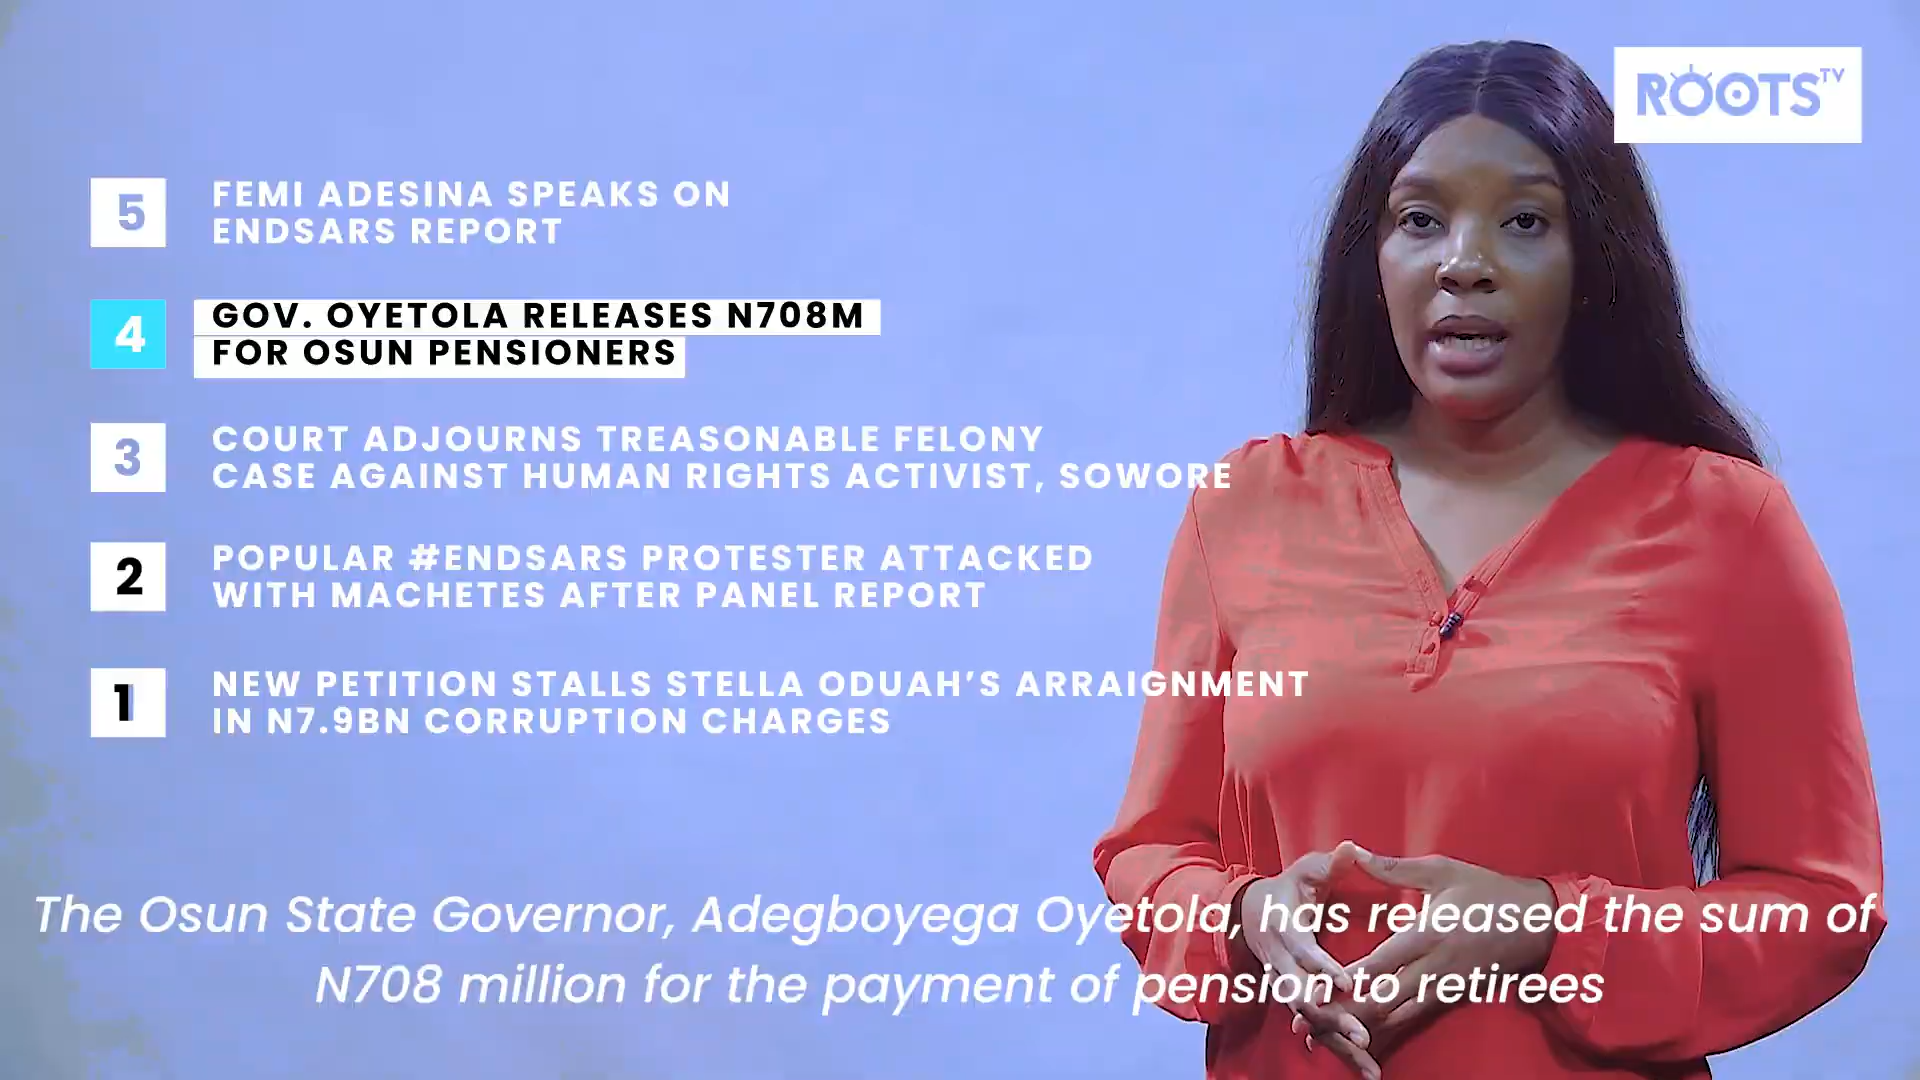 ROOTS TV
5
FEMI ADESINA SPEAKS ON
ENDSARS REPORT
4
GOV. OYETOLA RELEASES N708M
FOR OSUN PENSIONERS
3
COURT ADJOURNS TREASONABLE FELONY
CASE AGAINST HUMAN RIGHTS ACTIVIST, SOWORE
2
POPULAR #ENDSARS PROTESTER ATTACKED
WITH MACHETES AFTER PANEL REPORT
1
NEW PETITION STALLS STELLA ODUAH’S ARRAIGNMENT
IN N7.9BN CORRUPTION CHARGES
The Osun State Governor, Adegboyega Oyetola, has released the sum of
N708 million for the payment of pension to retirees